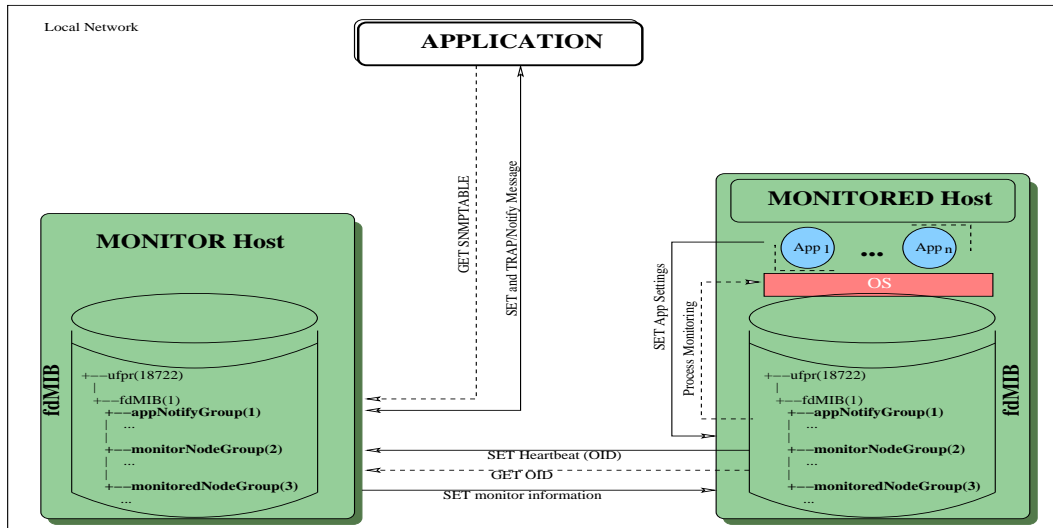 Local Network
APPLICATION
GET SNMPTABLE
SET and TRAP/Notify Message
MONITOR Host
fdMIB
+−−ufpr(18722)
|
+−−fdMIB(1)
+−−appNotifyGroup(1)
| ...
+−−monitorNodeGroup(2)
| ...
+−−monitoredNodeGroup(3)
...
SET Heartbeat (OID)
GET OID
SET monitor information
MONITORED Host
App 1
...
App n
OS
SET App Settings
Process Monitoring
fdMIB
+−−ufpr(18722)
|
+−−fdMIB(1)
+−−appNotifyGroup(1)
| ...
+−−monitorNodeGroup(2)
| ...
+−−monitoredNodeGroup(3)
...